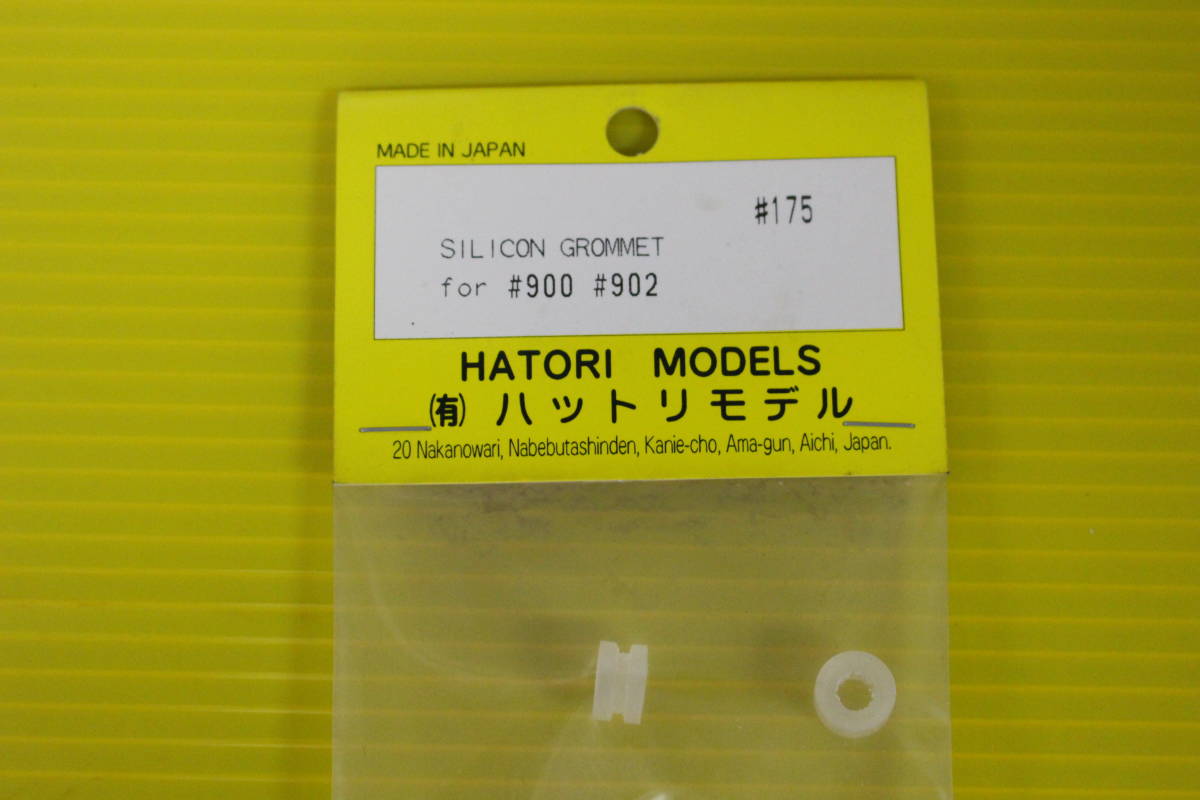 MADE IN JAPAN
#175
SILICON GROMMET
for #900 #902
HATORI MODELS
㈲ ハットリモデル
20 Nakanowari, Nabebutashinden, Kanie-cho, Ama-gun, Aichi, Japan.